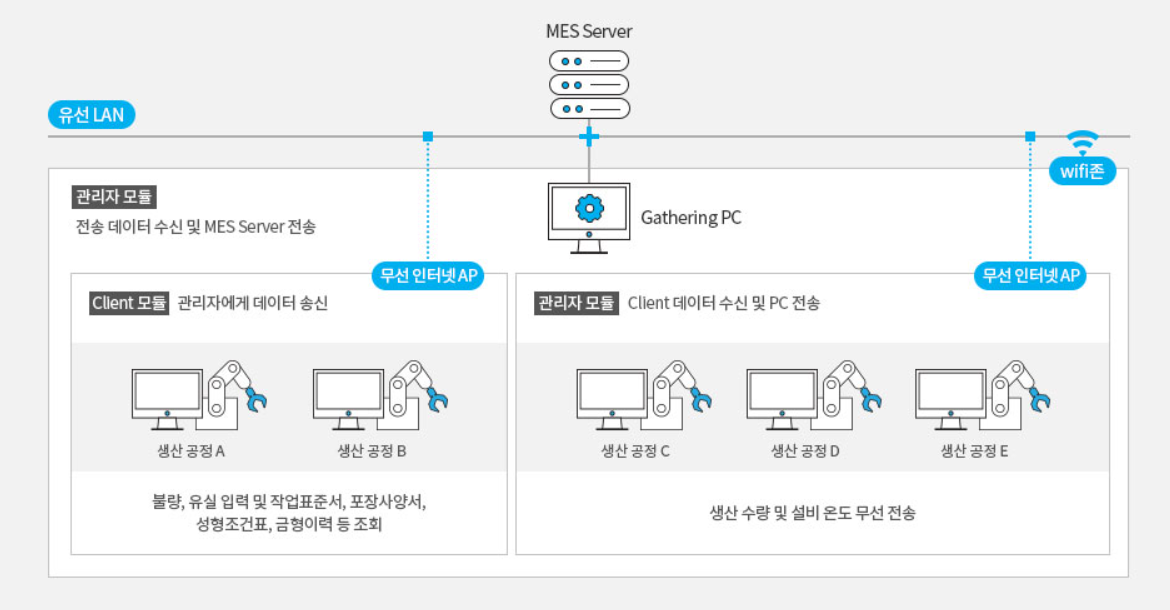 MES Server
유선 LAN
wifi존
관리자 모듈
전송 데이터 수신 및 MES Server 전송
Gathering PC
무선 인터넷 AP
Client 모듈 관리자에게 데이터 송신
생산 공정 A
생산 공정 B
불량, 유실 입력 및 작업표준서, 포장사양서,
성형조건표, 금형이력 등 조회
무선 인터넷 AP
관리자 모듈 Client 데이터 수신 및 PC 전송
생산 공정 C
생산 공정 D
생산 공정 E
생산 수량 및 설비 온도 무선 전송